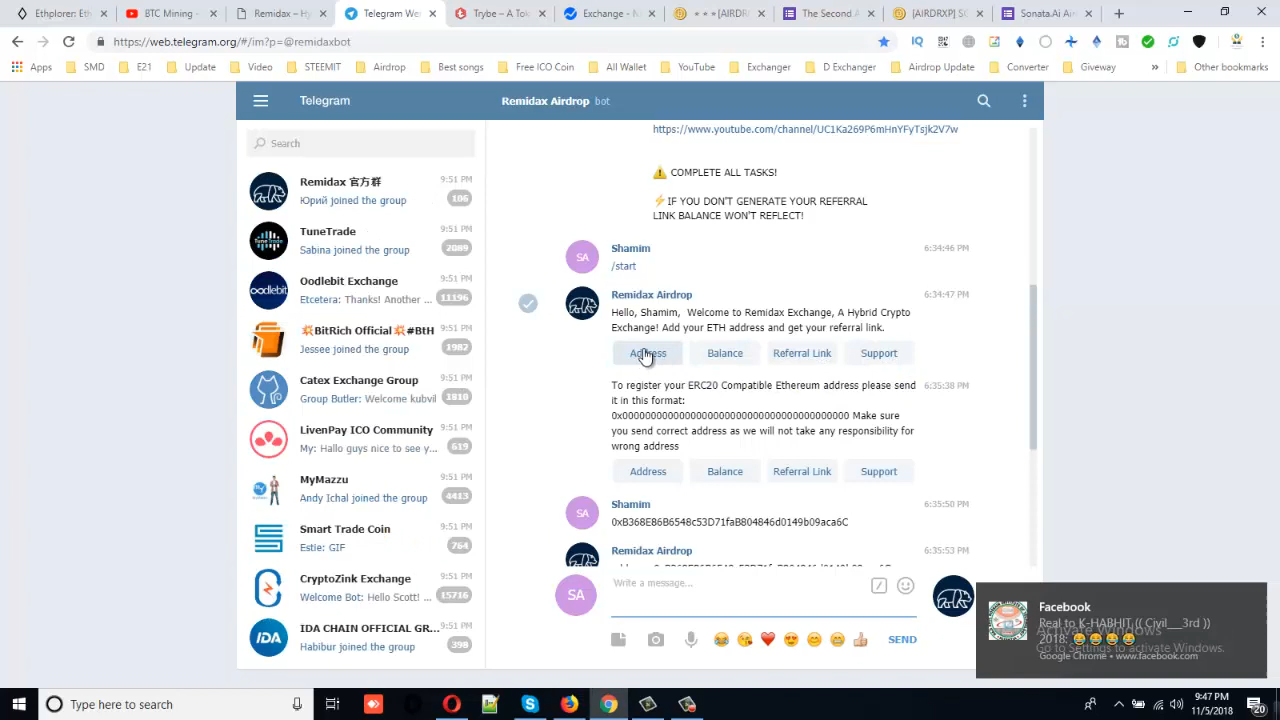 Ethplorer Et
BTC Mining -
Home
Telegram We
Trybe – A Tok
Exchange – N
* * [AIRDR
The Second A
[AIRDRXP] SO
Sonata.Ai Air
https://web.telegram.org/#/im?p=@remidaxbot
Apps
SMD
E21
Update
Video
STEEMIT
Airdrop
Best songs
Free ICO Coin
All Wallet
YouTube
Exchanger
D Exchanger
Airdrop Update
Converter
Giveway
»
Other bookmarks
Telegram
Remidax Airdrop bot
Search
Remidax 官方群 9:51 PM
Юрий joined the group 106
TuneTrade 9:51 PM
Sabina joined the group 2089
Oodlebit Exchange 9:51 PM
Etcetera: Thanks! Another ... 11196
💥BitRich Official💥#BtH 9:51 PM
Jessee joined the group 1982
Catex Exchange Group 9:51 PM
Group Butler: Welcome kubvil 3810
LivenPay ICO Community 9:51 PM
My: Hallo guys nice to see y... 619
MyMazzu 9:51 PM
Andy Ichal joined the group 4413
Smart Trade Coin 9:51 PM
Estie: GIF 764
CryptoZink Exchange 9:51 PM
Welcome Bot: Hello Scott! ... 15716
IDA CHAIN OFFICIAL GR... 9:51 PM
Habibur joined the group 398
TuneTrade
oodlebit
IDA
https://www.youtube.com/channel/UC1Ka269P6mHnYFyTsjk2V7w
⚠ COMPLETE ALL TASKS!
⚡IF YOU DON'T GENERATE YOUR REFERRAL
LINK BALANCE WON'T REFLECT!
SA
Shamim 6:34:46 PM
/start
Remidax Airdrop 6:34:47 PM
Hello, Shamim, Welcome to Remidax Exchange, A Hybrid Crypto
Exchange! Add your ETH address and get your referral link.
Address Balance Referral Link Support
To register your ERC20 Compatible Ethereum address please send 6:35:38 PM
it in this format:
0x0000000000000000000000000000000000000000 Make sure
you send correct address as we will not take any responsibility for
wrong address
Address Balance Referral Link Support
SA
Shamim 6:35:50 PM
0xB368E86B6548c53D71faB804846d0149b09aca6C
Remidax Airdrop 6:35:53 PM
SA
Write a message...
SEND
Facebook
Real to K-HABHIT (( Civil__3rd ))
2018: 😄😄😄😄
Google Chrome • www.facebook.com
Activate Windows
Go to Settings to activate Windows.
Type here to search
9:47 PM
11/5/2018
20